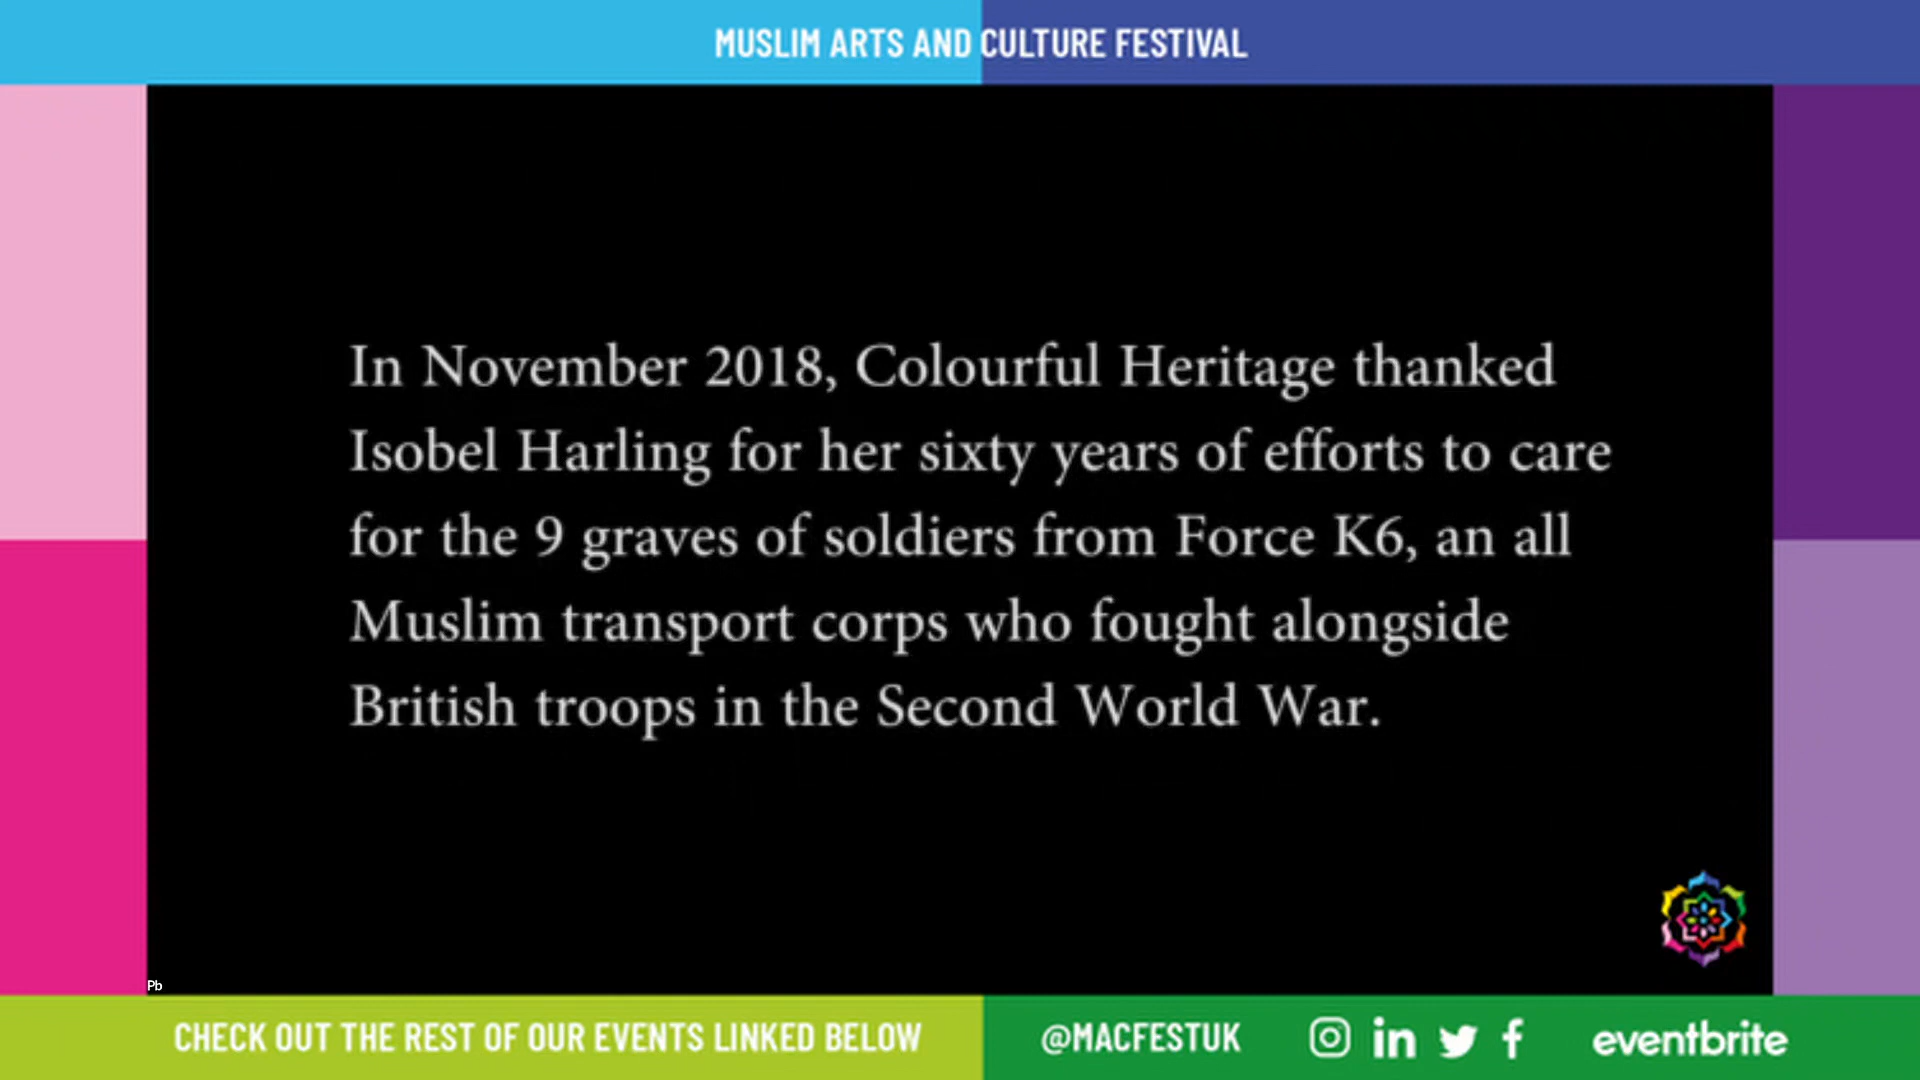 MUSLIM ARTS AND CULTURE FESTIVAL
In November 2018, Colourful Heritage thanked
Isobel Harling for her sixty years of efforts to care
for the 9 graves of soldiers from Force K6, an all
Muslim transport corps who fought alongside
British troops in the Second World War.
Pb
CHECK OUT THE REST OF OUR EVENTS LINKED BELOW
@MACFESTUK
eventbrite